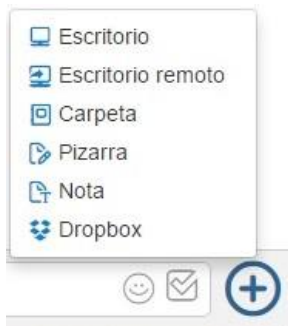 Escritorio
Escritorio remoto
Carpeta
Pizarra
Nota
Dropbox